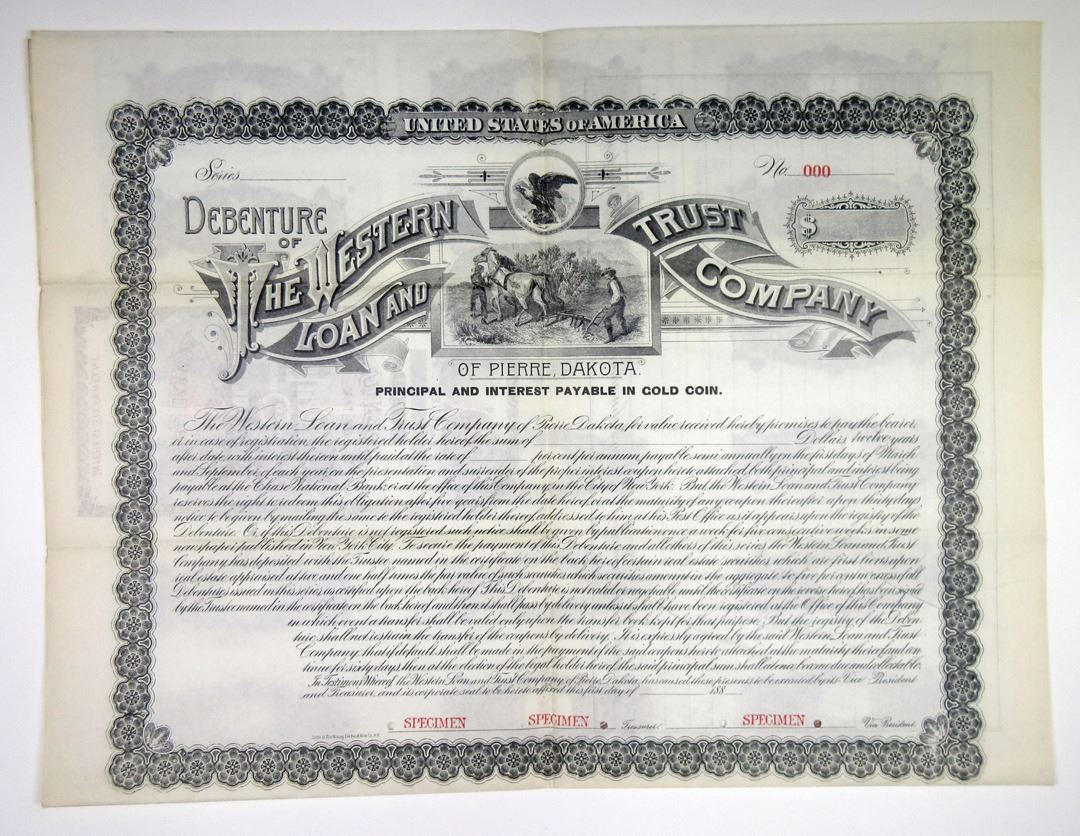 UNITED STATES OF AMERICA
Series
No. 000
DEBENTURE
OF
$
THE WESTERN
LOAN AND
TRUST
COMPANY
OF PIERRE, DAKOTA.
PRINCIPAL AND INTEREST PAYABLE IN GOLD COIN.
The Western Loan and Trust Company of Pierre Dakota, for value received hereby promises to pay the bearer,
or in case of registration the registered holder hereof the sum of Dollars twelve years
after date with interest thereon until paid at the rate of per cent per annum payable semi annually on the first days of March
and September of each year, on the presentation and surrender of the proper interest coupon hereto attached, both principal and interest being
payable at the Chase National Bank, or at the office of this Company in the City of New York. But the Western Loan and Trust Company
reserves the right to redeem this obligation after five years from the date hereof or at the maturity of any coupon thereafter upon thirty days
notice to be given by mailing the same to the registered holder thereof addressed to him at his Post Office as it appears upon the registry of the
Debenture. Or, if this Debenture is not registered such notice shall be given by publication once a week for five consecutive weeks in some
newspaper published in New York City. To secure the payment of this Debenture and all others of this series, the Western Loan and Trust
Company has deposited with the Trustee named in the certificate on the back hereof certain real estate securities, which are first liens upon
real estate appraised at two and one half times the par value of such securities which securities amount in the aggregate to five per cent in excess of all
Debentures issued in this series, as certified upon the back hereof. This Debenture is not valid or negotiable until the certificate on the reverse hereof has been signed
by the Trustee named in the certificate on the back hereof and then it shall pass by delivery unless it shall have been registered at the Office of this Company
in which event a transfer shall be valid only upon the transfer book kept for that purpose. But the registry of the Deben
ture shall not restrain the transfer of the coupons by delivery. It is expressly agreed by the said Western Loan and Trust
Company, that if default shall be made in the payment of the said coupons hereto attached at the maturity thereof and con
tinue for sixty days, then at the election of the legal holder hereof the said principal sum shall at once become due and collectable.
In Testimony Whereof the Western Loan and Trust Company, of Pierre Dakota, has caused these presents to be executed by its Vice President
and Treasurer, and its corporate seal to be hereto affixed this first day of 188
SPECIMEN SPECIMEN Treasurer. SPECIMEN Vice President.